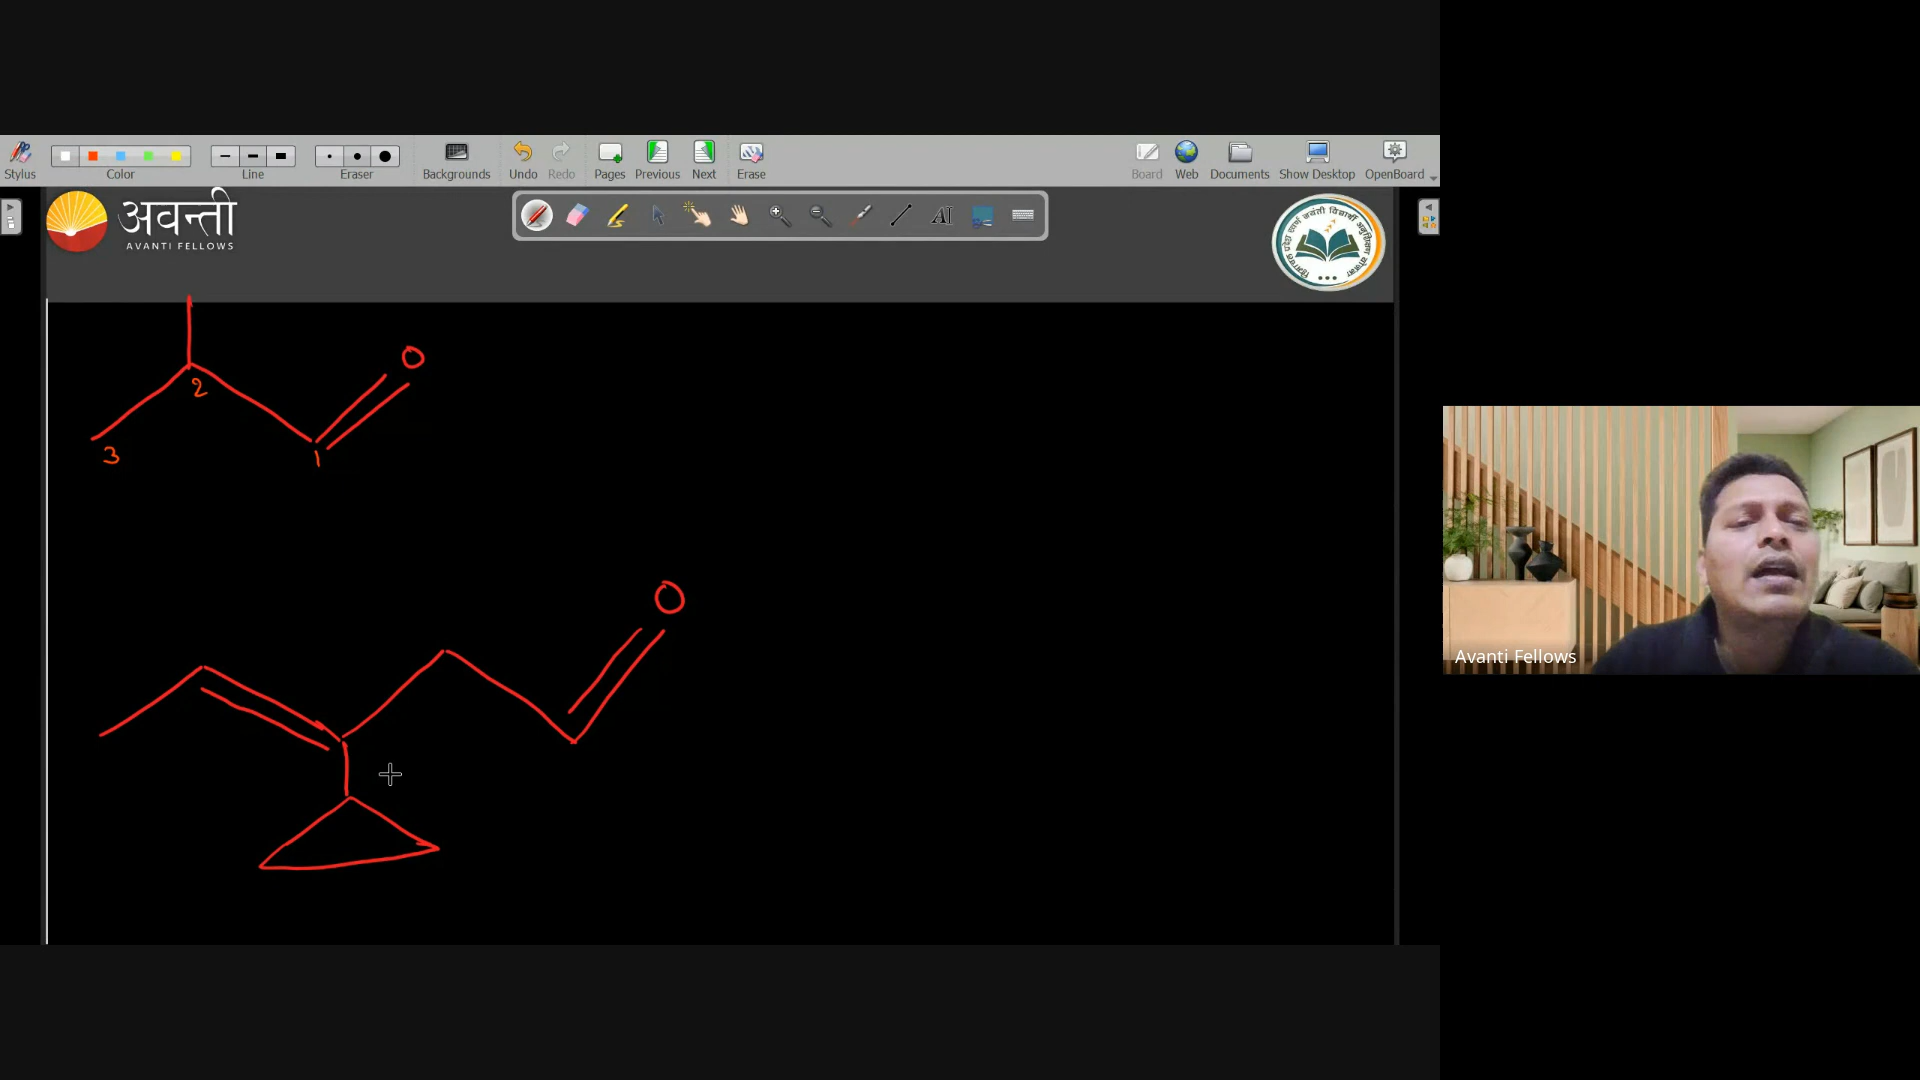 Stylus Color Line Eraser Backgrounds Undo Redo Pages Previous Next Erase Board Web Documents Show Desktop OpenBoard
अवन्ती
AVANTI FELLOWS
O
2
3
1
O
Avanti Fellows